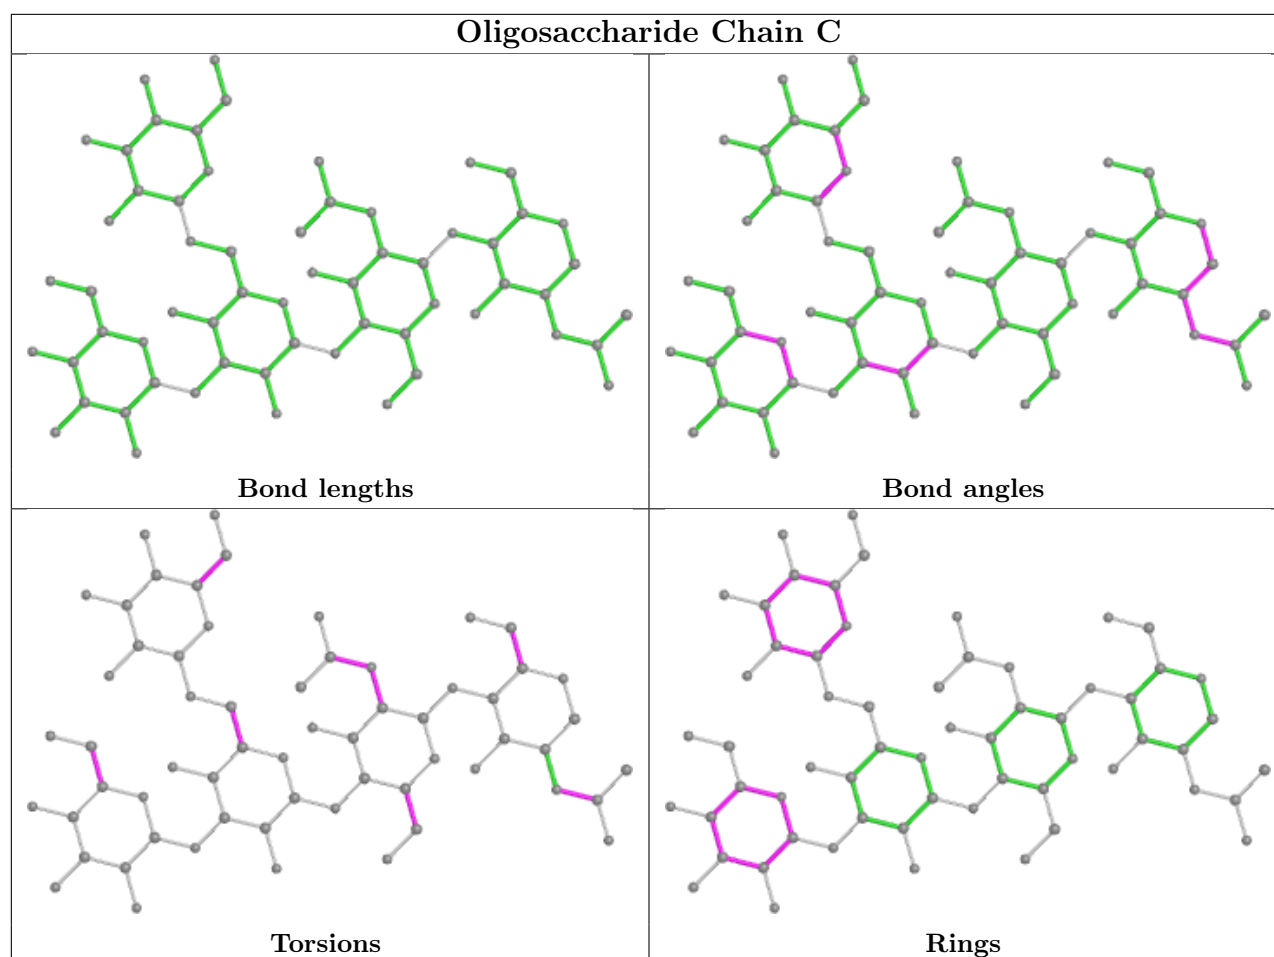 Oligosaccharide Chain C
Bond lengths
Bond angles
Torsions
Rings